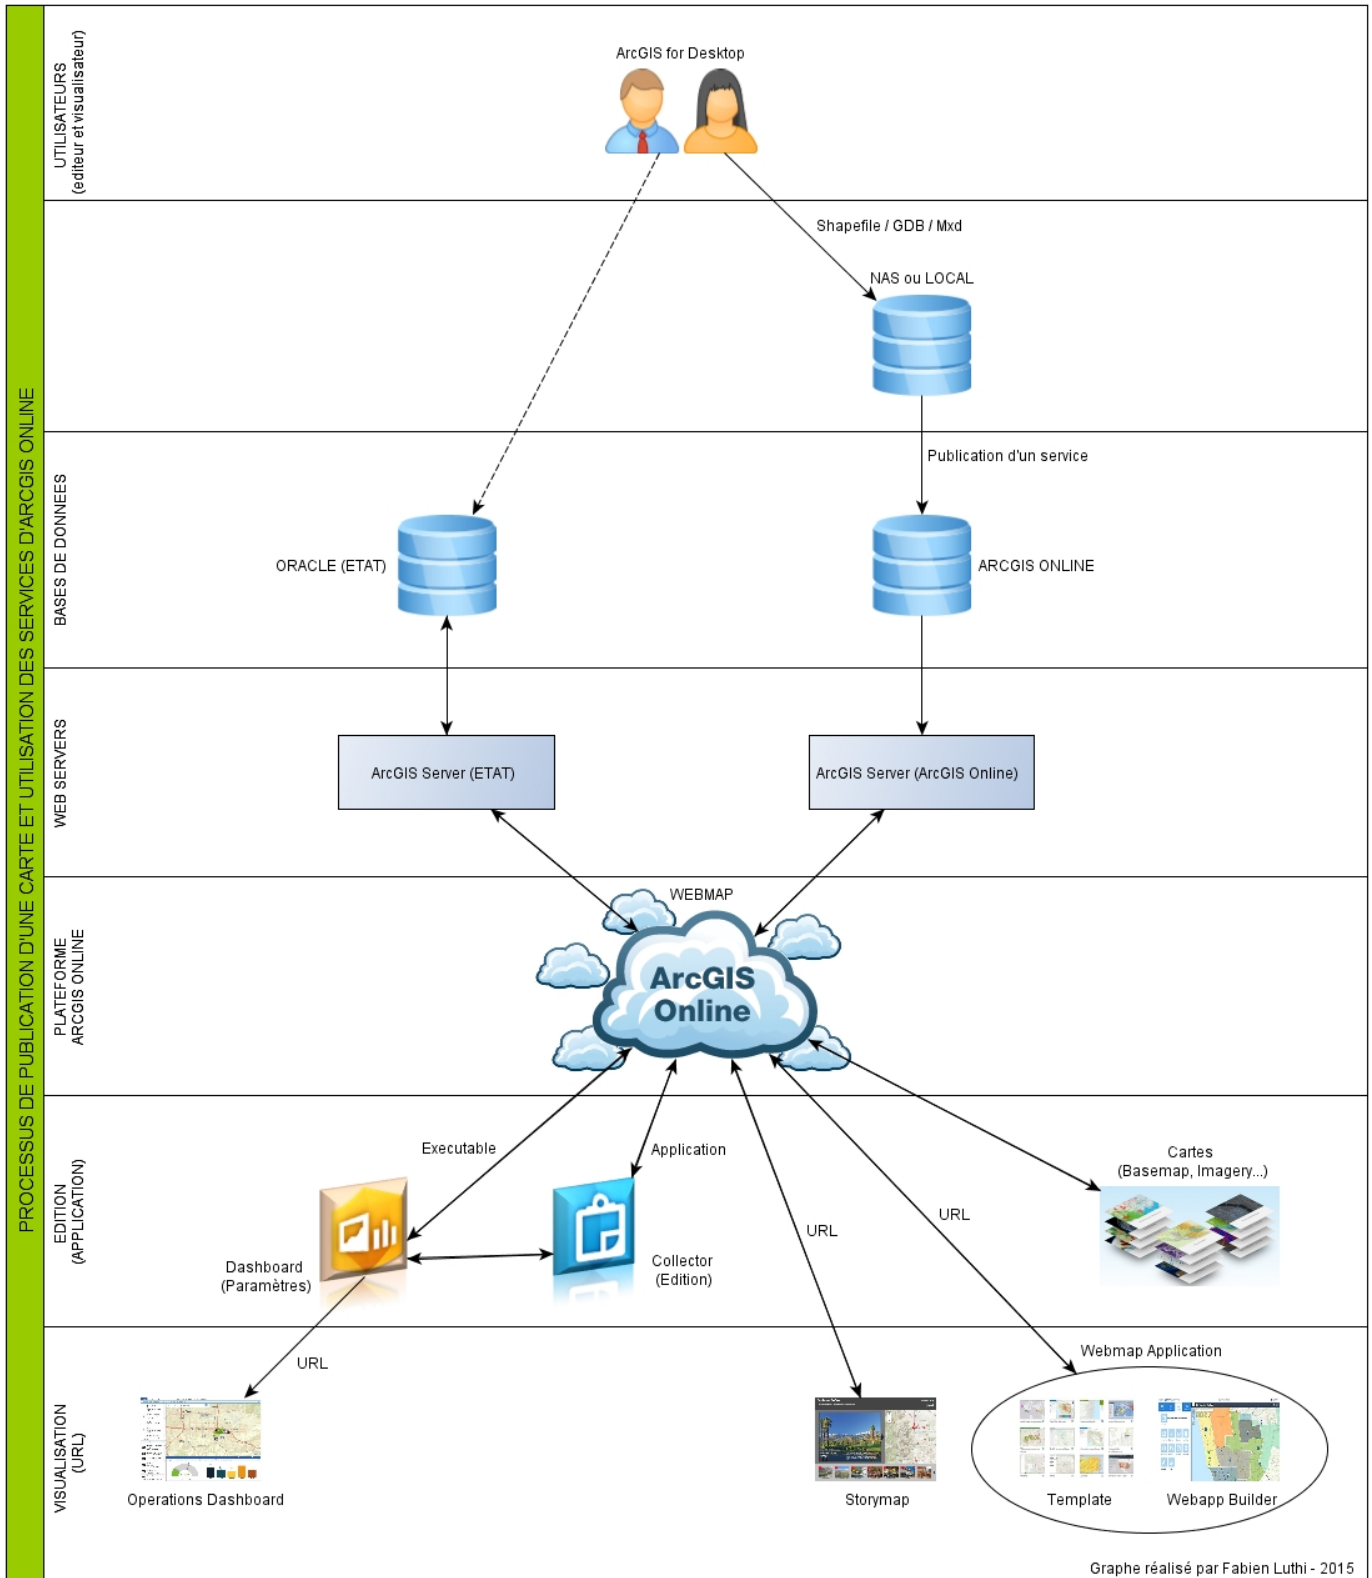 PROCESSUS DE PUBLICATION D'UNE CARTE ET UTILISATION DES SERVICES D'ARCGIS ONLINE
UTILISATEURS
(editeur et visualisateur)
ArcGIS for Desktop
Shapefile / GDB / Mxd
NAS ou LOCAL
BASES DE DONNEES
Publication d'un service
ORACLE (ETAT)
ARCGIS ONLINE
WEB SERVERS
ArcGIS Server (ETAT)
ArcGIS Server (ArcGIS Online)
PLATEFORME
ARCGIS ONLINE
WEBMAP
ArcGIS
Online
EDITION
(APPLICATION)
Executable
Application
URL
URL
Cartes
(Basemap, Imagery...)
Dashboard
(Paramètres)
Collector
(Edition)
VISUALISATION
(URL)
URL
Webmap Application
Operations Dashboard
Storymap
Template
Webapp Builder
Graphe réalisé par Fabien Luthi - 2015